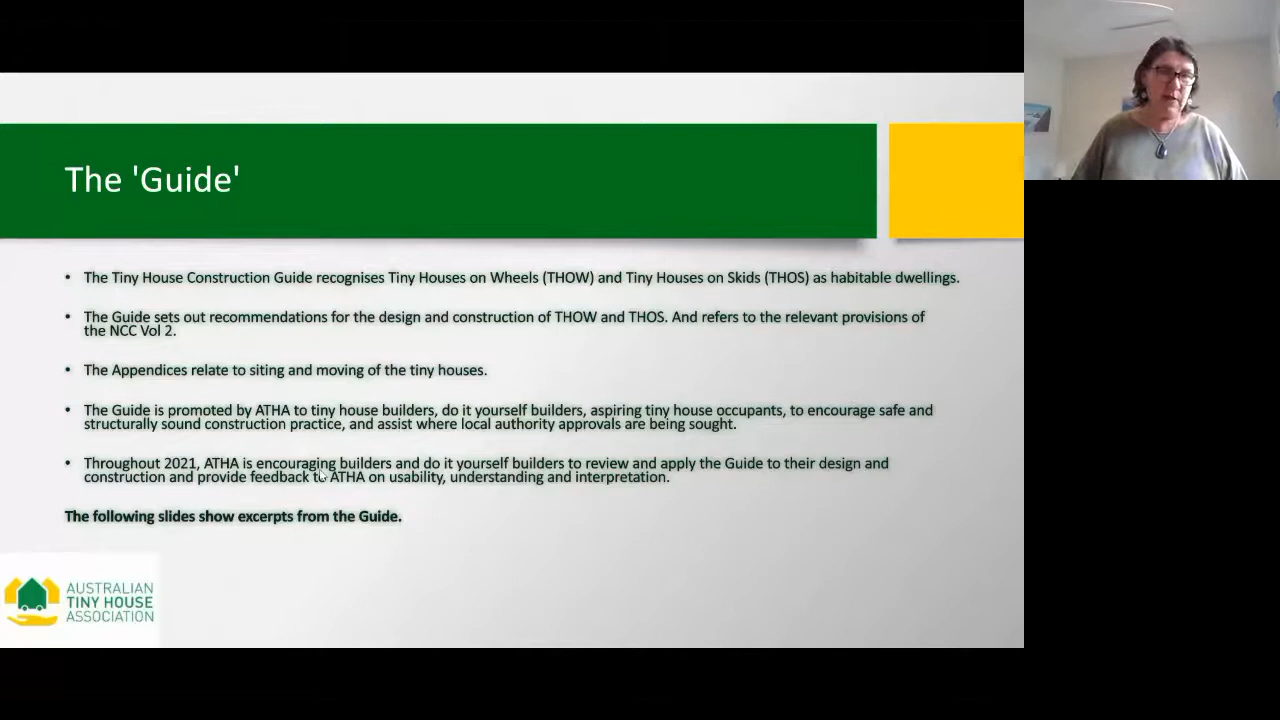 The 'Guide'
• The Tiny House Construction Guide recognises Tiny Houses on Wheels (THOW) and Tiny Houses on Skids (THOS) as habitable dwellings.
• The Guide sets out recommendations for the design and construction of THOW and THOS. And refers to the relevant provisions of
the NCC Vol 2.
• The Appendices relate to siting and moving of the tiny houses.
• The Guide is promoted by ATHA to tiny house builders, do it yourself builders, aspiring tiny house occupants, to encourage safe and
structurally sound construction practice, and assist where local authority approvals are being sought.
• Throughout 2021, ATHA is encouraging builders and do it yourself builders to review and apply the Guide to their design and
construction and provide feedback to ATHA on usability, understanding and interpretation.
The following slides show excerpts from the Guide.
AUSTRALIAN
TINY HOUSE
ASSOCIATION